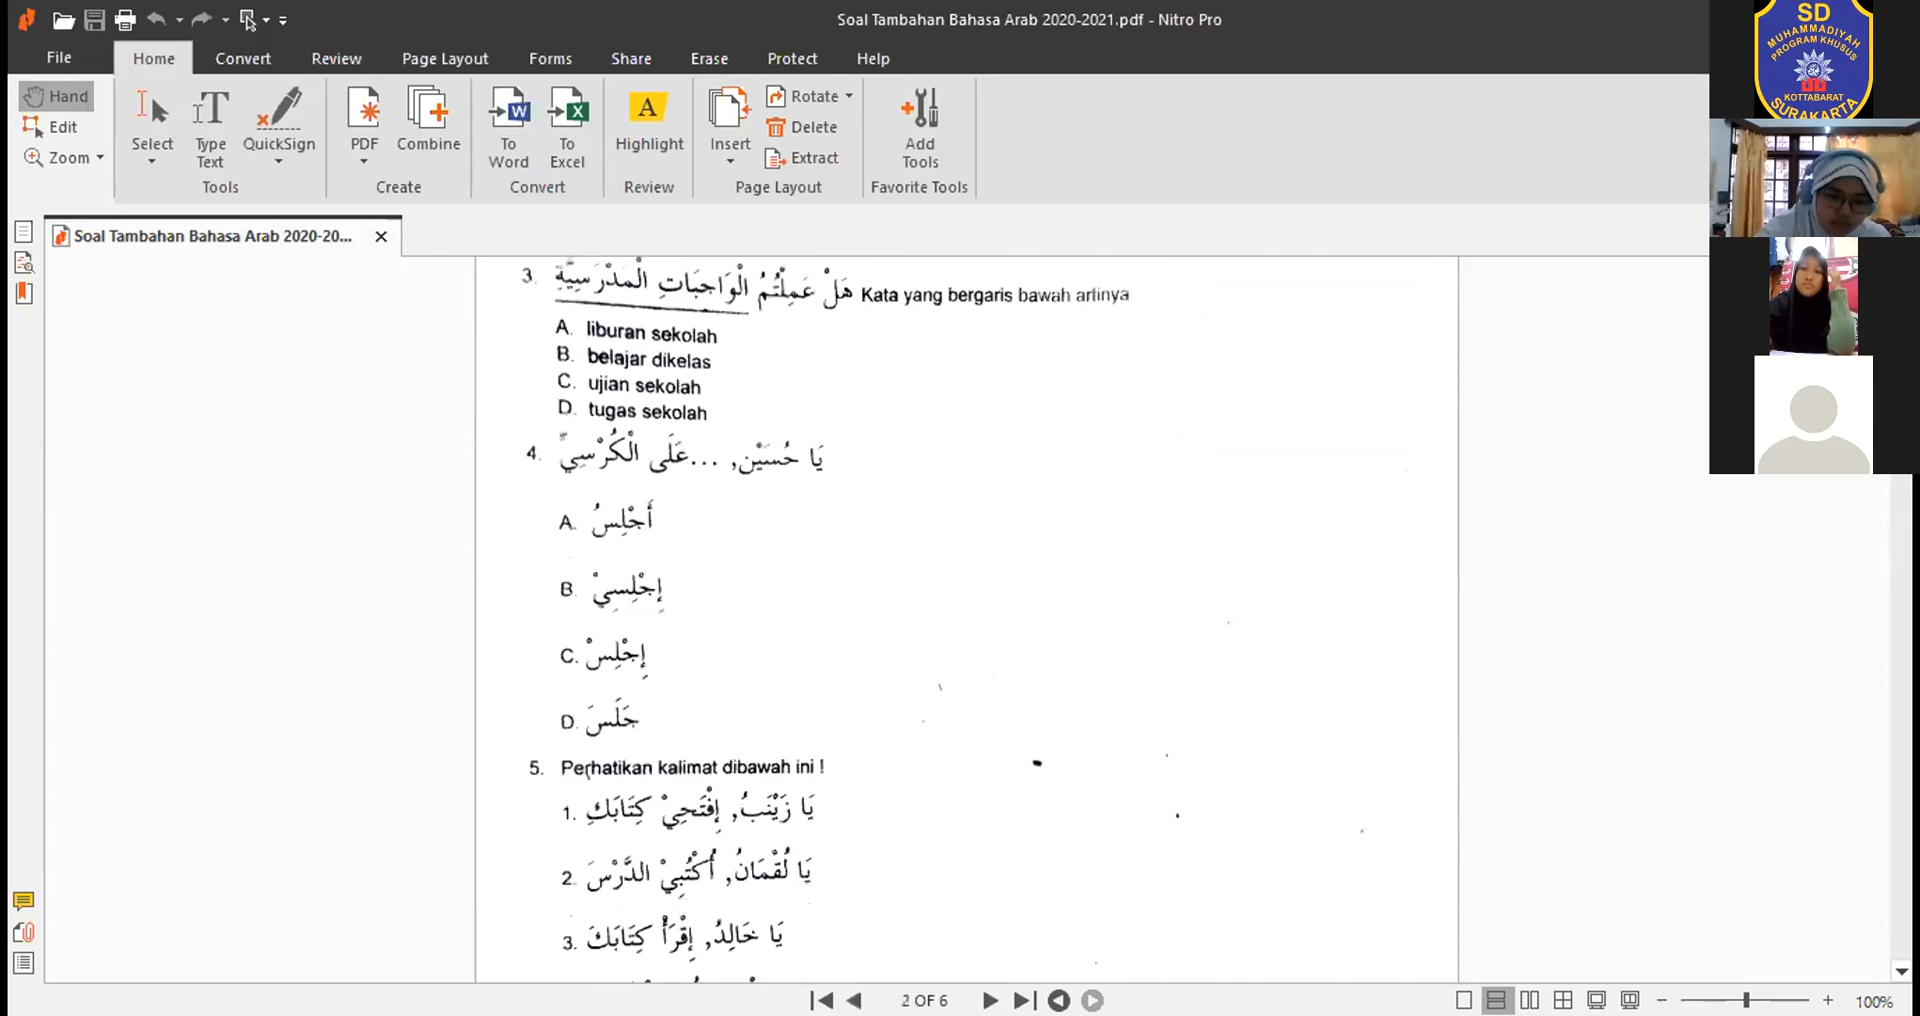 Soal Tambahan Bahasa Arab 2020-2021.pdf - Nitro Pro
File
Home
Convert
Review
Page Layout
Forms
Share
Erase
Protect
Help
Hand
Edit
Zoom
Select
Type Text
QuickSign
Tools
PDF
Combine
Create
To Word
To Excel
Convert
Highlight
Review
Insert
Rotate
Delete
Extract
Page Layout
Add Tools
Favorite Tools
SD
MUHAMMADIYAH
PROGRAM KHUSUS
KOTTABARAT
SURAKARTA
Soal Tambahan Bahasa Arab 2020-20...
3. هَلْ عَمِلْتُمُ الْوَاجِبَاتِ الْمَدْرَسِيَّةِ Kata yang bergaris bawah artinya
A. liburan sekolah
B. belajar dikelas
C. ujian sekolah
D. tugas sekolah
4. يَا حُسَيْن, ... عَلَى الْكُرْسِيِّ
A. أَجْلِسُ
B. إِجْلِسِيْ
C. إِجْلِسْ
D. جَلَسَ
5. Perhatikan kalimat dibawah ini !
1. يَا زَيْنَبُ, إِفْتَحِيْ كِتَابَكِ
2. يَا لُقْمَانُ, أُكْتُبِيْ الدَّرْسَ
3. يَا خَالِدُ, إِقْرَأْ كِتَابَكَ
2 OF 6
100%